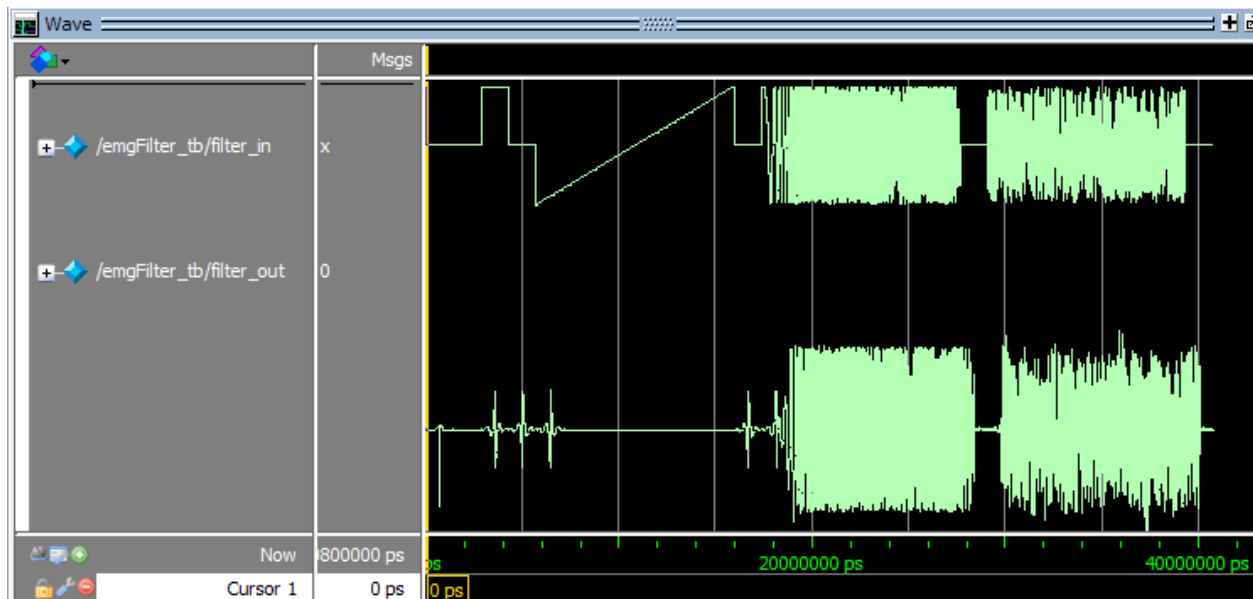 Wave
Msgs
/emgFilter_tb/filter_in x
/emgFilter_tb/filter_out 0
Now 800000 ps
ps 20000000 ps 40000000 ps
Cursor 1 0 ps 0 ps